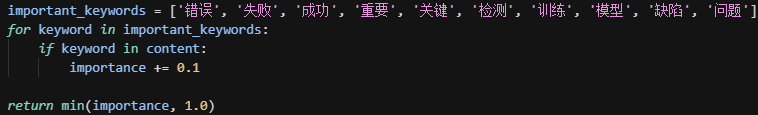 important_keywords = ['错误', '失败', '成功', '重要', '关键', '检测', '训练', '模型', '缺陷', '问题']
for keyword in important_keywords:
    if keyword in content:
        importance += 0.1
return min(importance, 1.0)